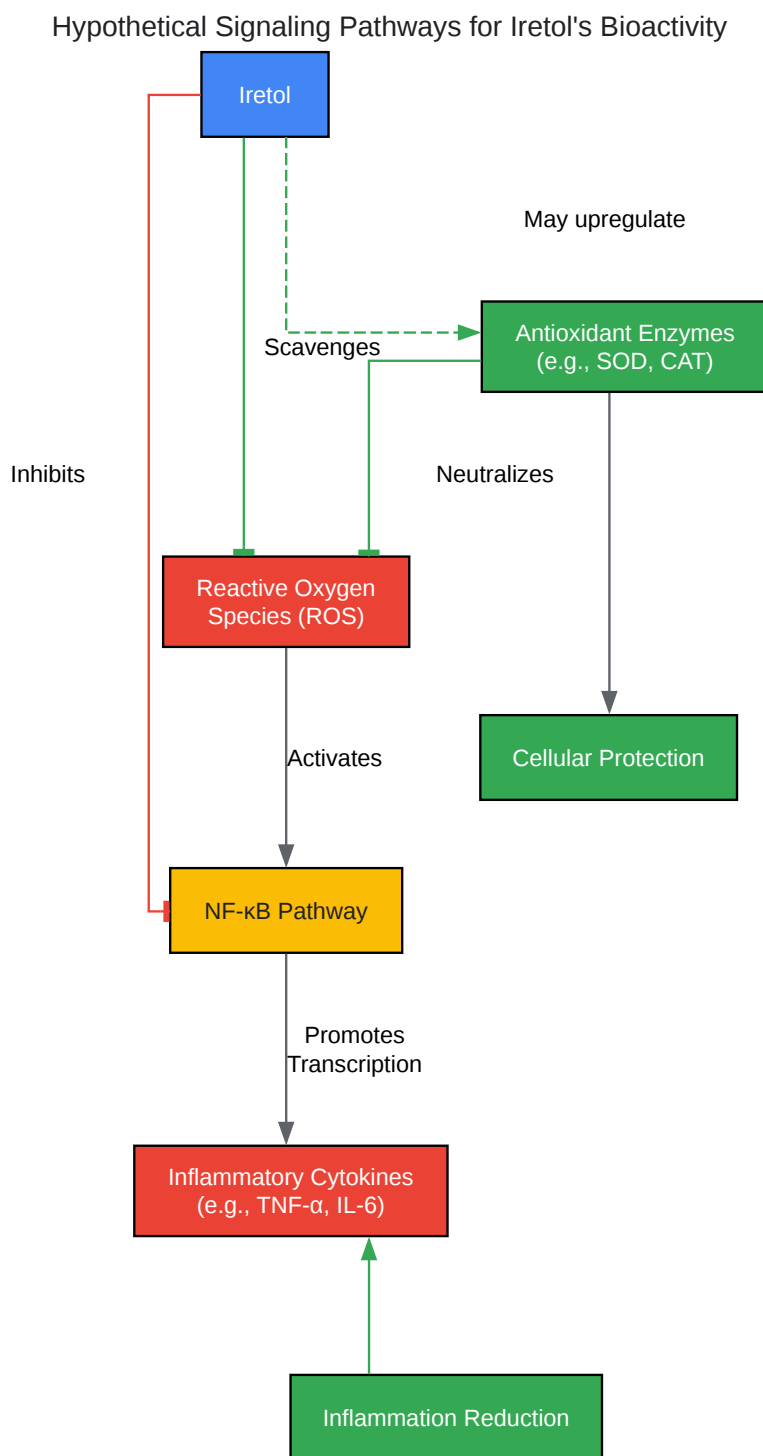 Hypothetical Signaling Pathways for Iretol's Bioactivity
Iretol
May upregulate
Antioxidant Enzymes
(e.g., SOD, CAT)
Scavenges
Inhibits
Neutralizes
Reactive Oxygen
Species (ROS)
Activates
Cellular Protection
NF-κB Pathway
Promotes
Transcription
Inflammatory Cytokines
(e.g., TNF-α, IL-6)
Inflammation Reduction